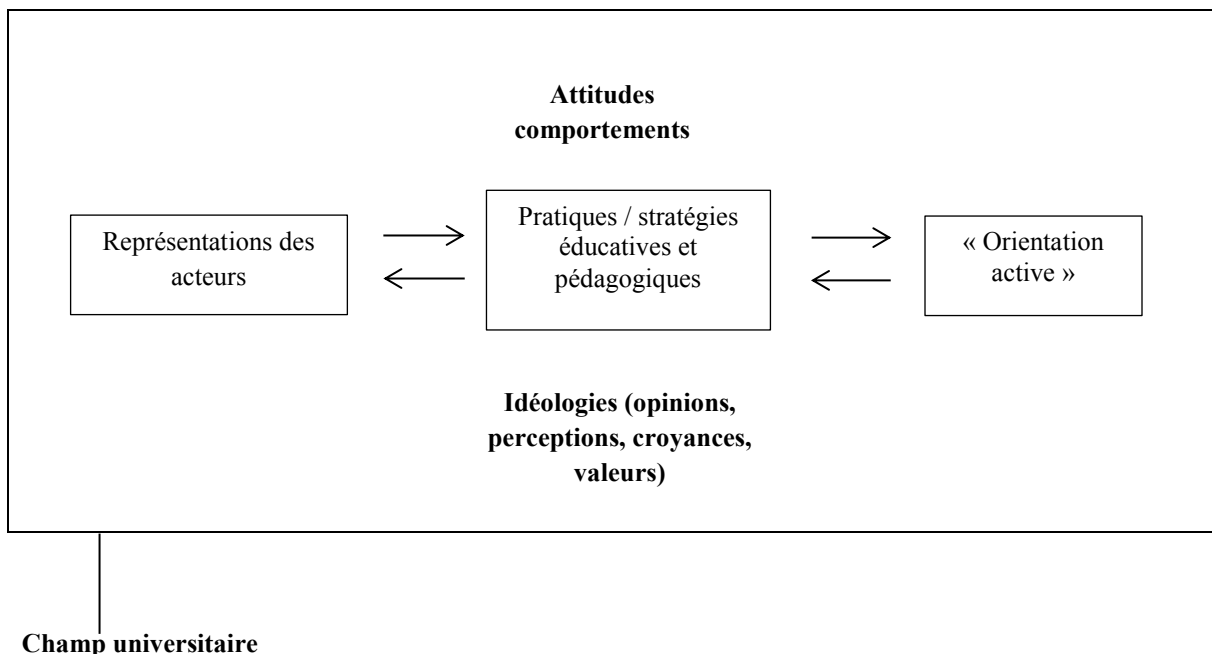 Attitudes
comportements
Représentations des
acteurs
Pratiques / stratégies
éducatives et
pédagogiques
« Orientation
active »
Idéologies (opinions,
perceptions, croyances,
valeurs)
Champ universitaire